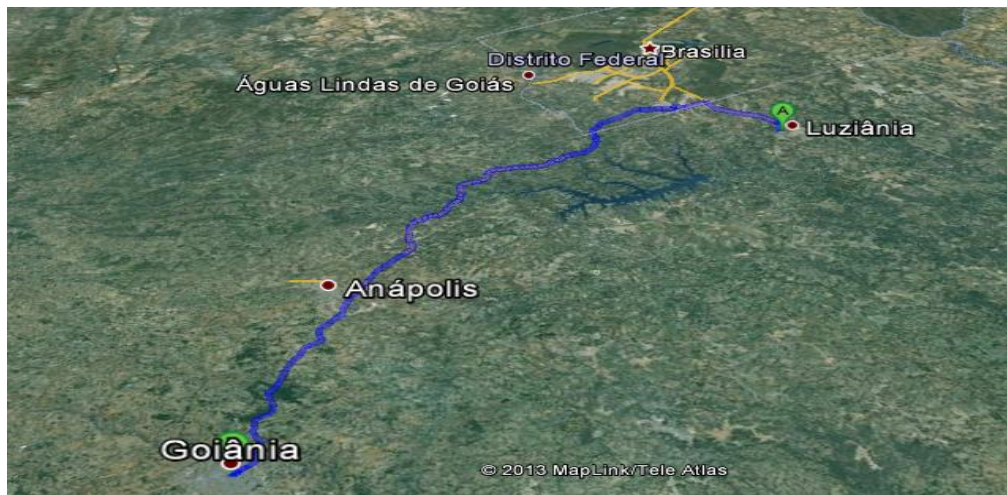 Distrito Federal
Brasilia
Águas Lindas de Goiás
A
Luziânia
Anápolis
Goiânia
© 2013 MapLink/Tele Atlas